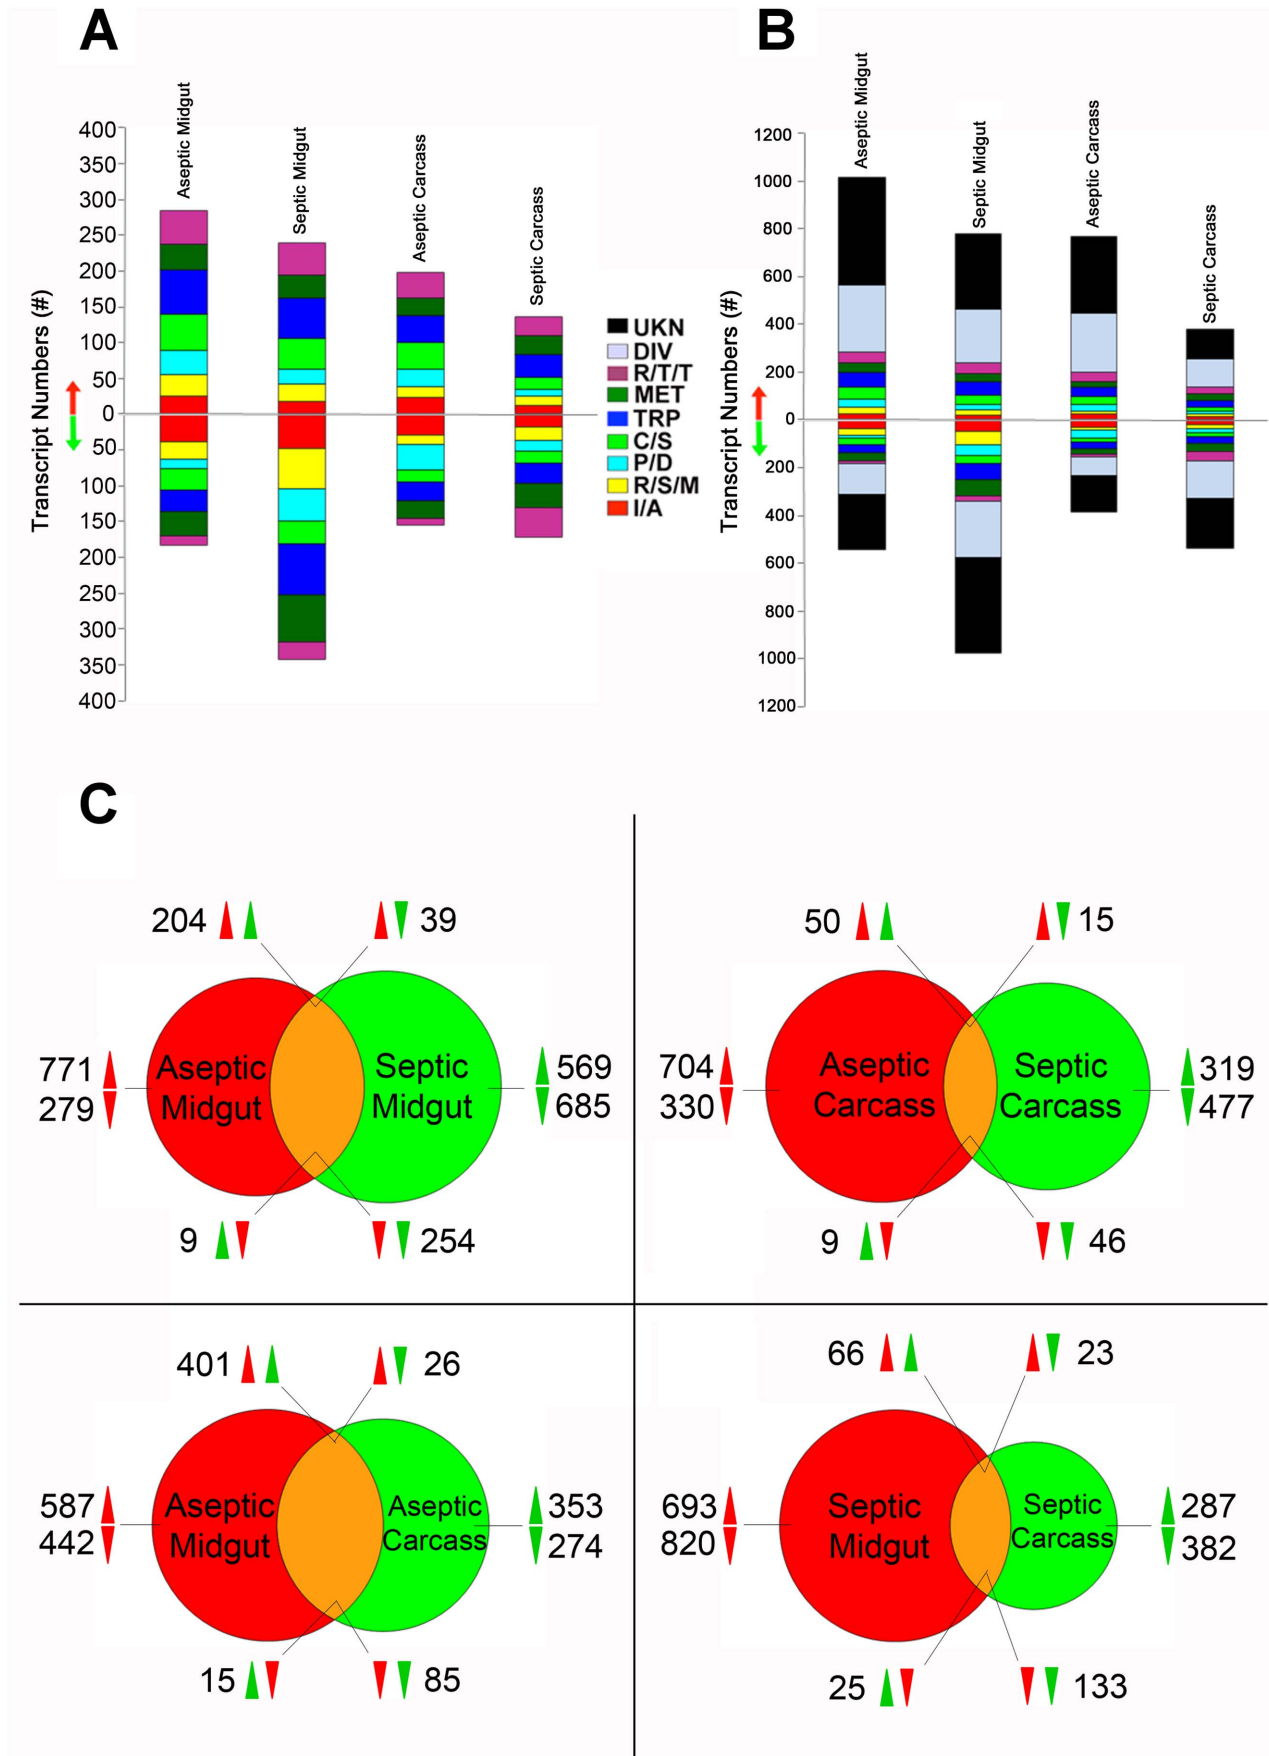 A
B
Aseptic Midgut
Septic Midgut
Aseptic Carcass
Septic Carcass
Transcript Numbers (#)
400
350
300
250
200
150
100
50
0
50
100
150
200
250
300
350
400
UKN
DIV
R/T/T
MET
TRP
C/S
P/D
R/S/M
I/A
Aseptic Midgut
Septic Midgut
Aseptic Carcass
Septic Carcass
Transcript Numbers (#)
1200
1000
800
600
400
200
0
200
400
600
800
1000
1200
C
204
39
771
279
Aseptic
Midgut
Septic
Midgut
569
685
9
254
50
15
704
330
Aseptic
Carcass
Septic
Carcass
319
477
9
46
401
26
587
442
Aseptic
Midgut
Aseptic
Carcass
353
274
15
85
66
23
693
820
Septic
Midgut
Septic
Carcass
287
382
25
133